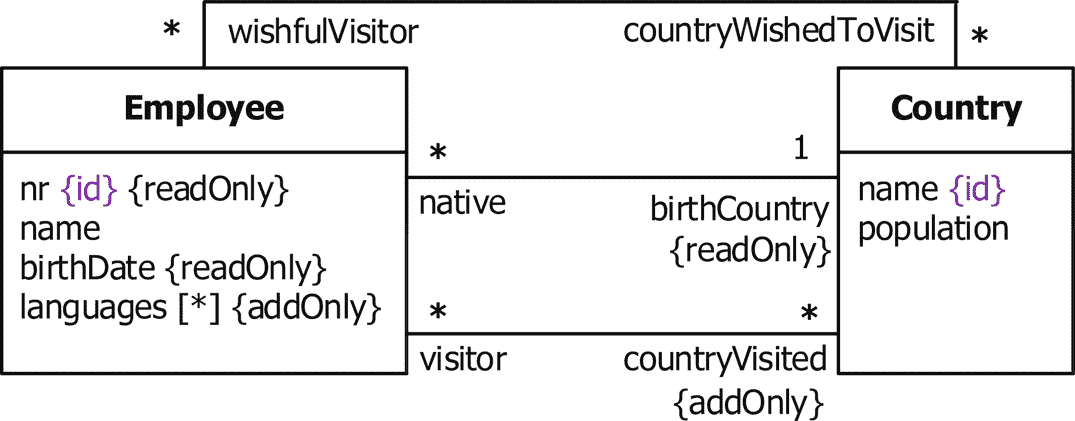 * wishfulVisitor countryWishedToVisit *
Employee
Country
nr {id} {readOnly}
name
birthDate {readOnly}
languages [*] {addOnly}
* 1
native birthCountry
{readOnly}
* *
visitor countryVisited
{addOnly}
name {id}
population